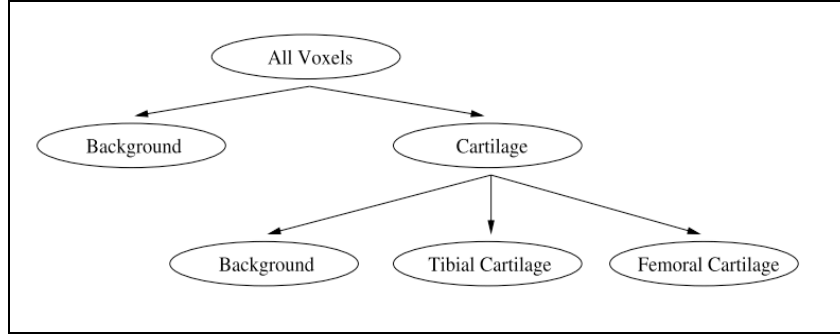 All Voxels
Background
Cartilage
Background
Tibial Cartilage
Femoral Cartilage